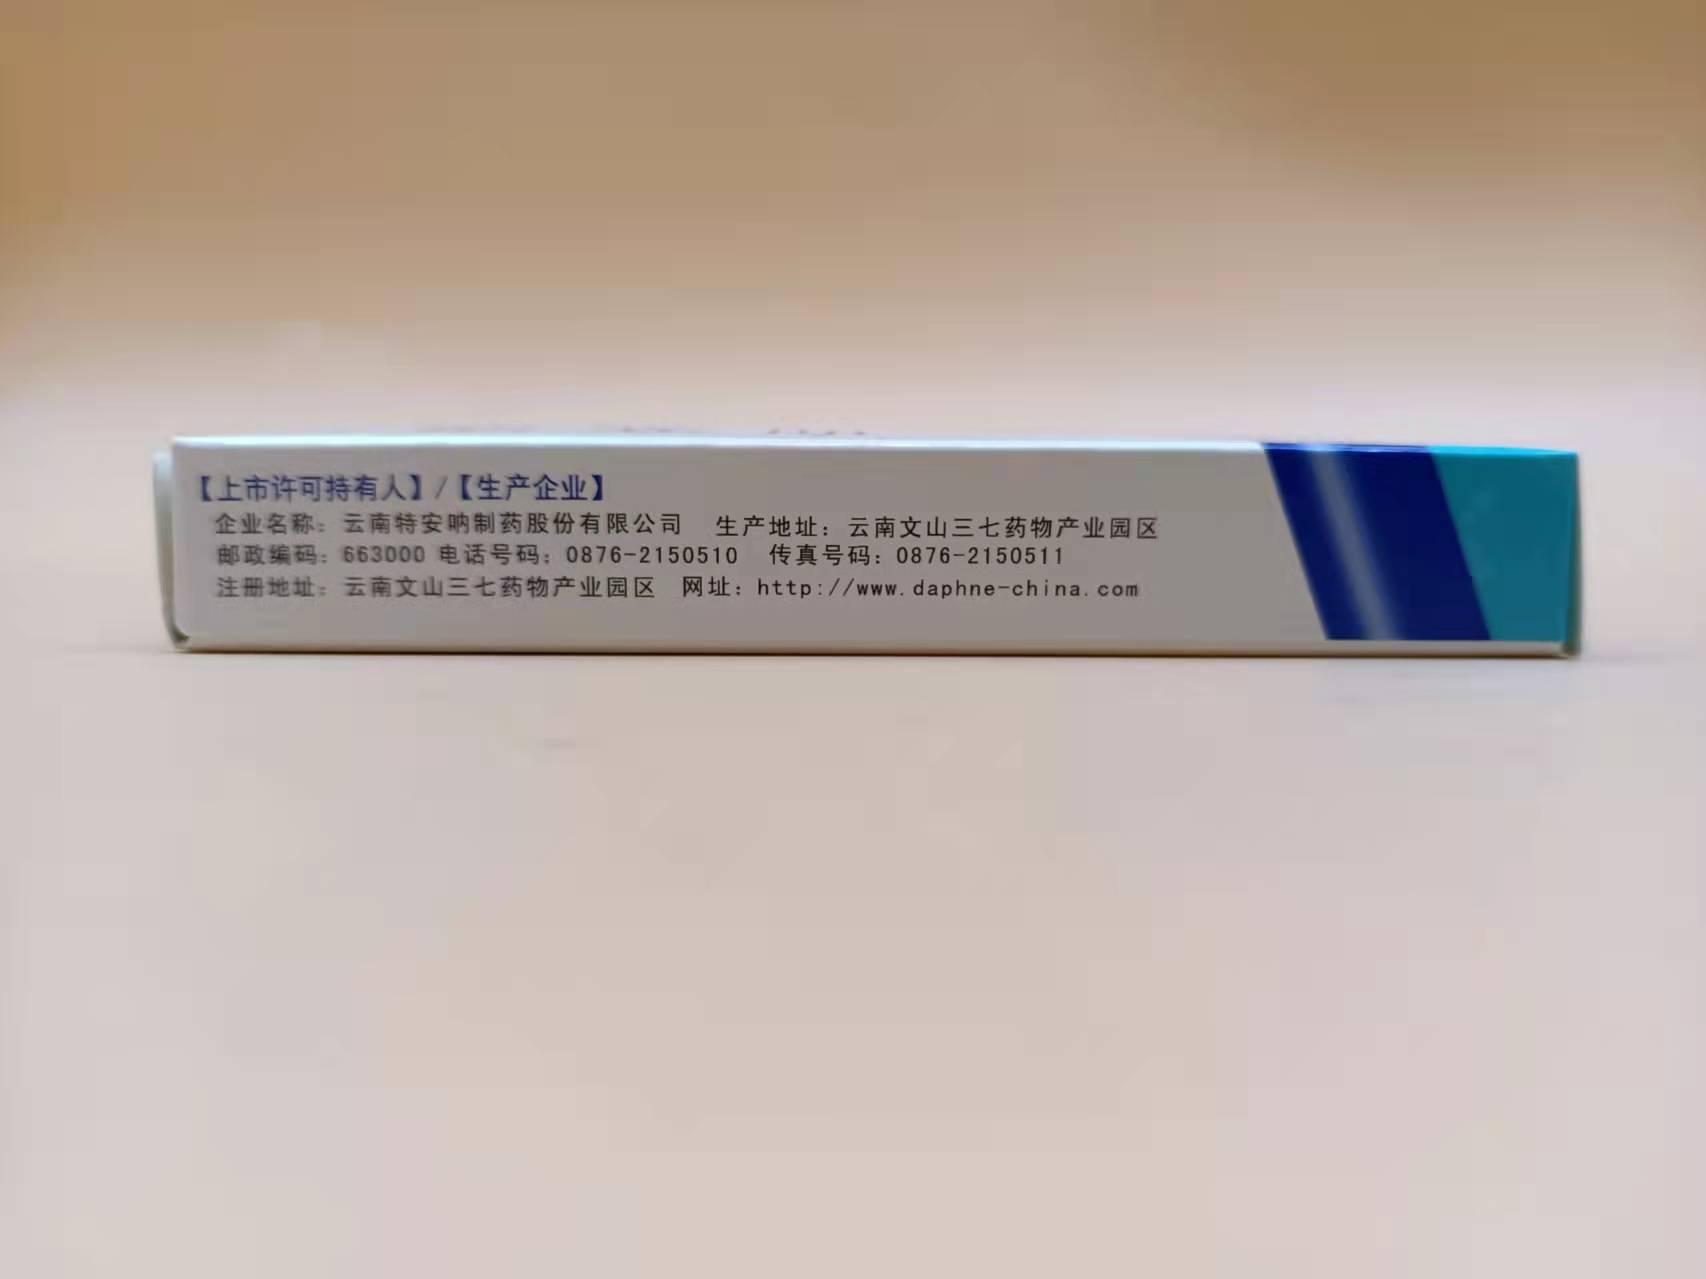 【上市许可持有人】/【生产企业】
企业名称：云南特安呐制药股份有限公司 生产地址：云南文山三七药物产业园区
邮政编码：663000 电话号码：0876-2150510 传真号码：0876-2150511
注册地址：云南文山三七药物产业园区 网址：http://www.daphne-china.com